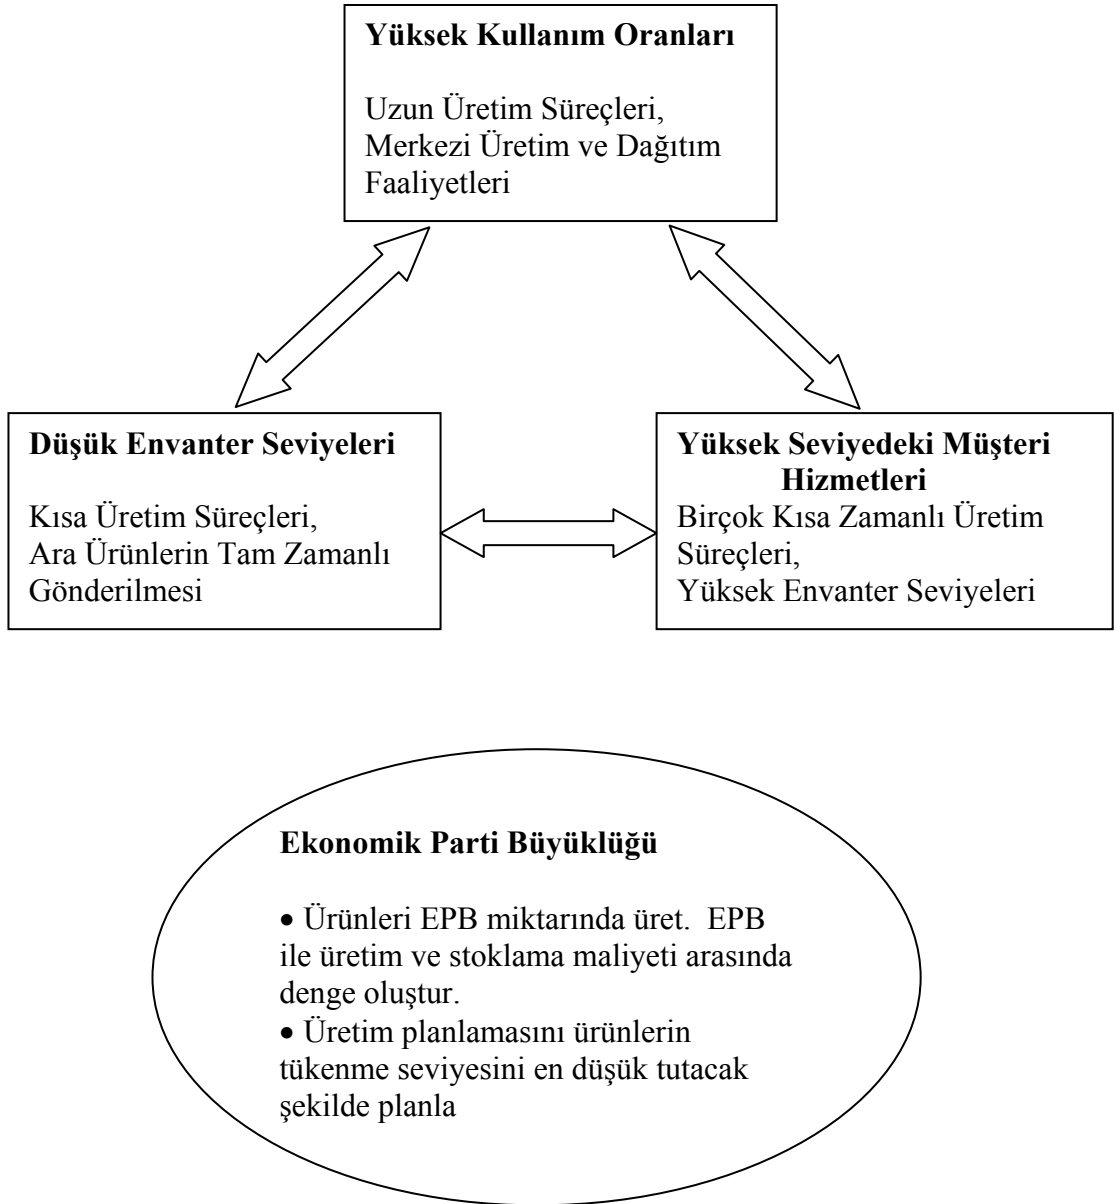 Yüksek Kullanım Oranları
Uzun Üretim Süreçleri,
Merkezi Üretim ve Dağıtım
Faaliyetleri
Düşük Envanter Seviyeleri
Kısa Üretim Süreçleri,
Ara Ürünlerin Tam Zamanlı
Gönderilmesi
Yüksek Seviyedeki Müşteri
Hizmetleri
Birçok Kısa Zamanlı Üretim
Süreçleri,
Yüksek Envanter Seviyeleri
Ekonomik Parti Büyüklüğü
• Ürünleri EPB miktarında üret. EPB
ile üretim ve stoklama maliyeti arasında
denge oluştur.
• Üretim planlamasını ürünlerin
tükenme seviyesini en düşük tutacak
şekilde planla